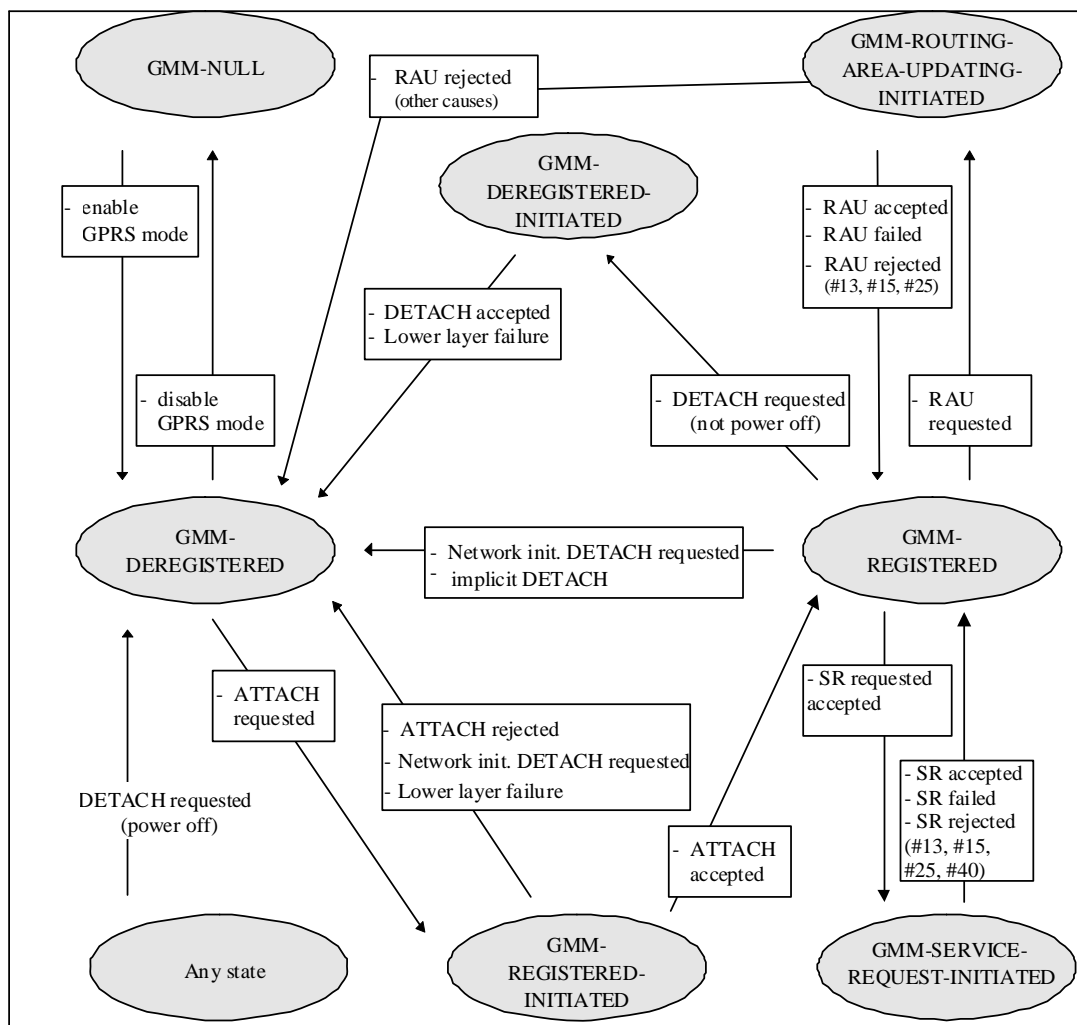 GMM-NULL
GMM-ROUTING-
AREA-UPDATING-
INITIATED
- RAU rejected
(other causes)
GMM-
DEREGISTERED-
INITIATED
- enable
GPRS mode
- RAU accepted
- RAU failed
- RAU rejected
(#13, #15, #25)
- DETACH accepted
- Lower layer failure
- disable
GPRS mode
- DETACH requested
(not power off)
- RAU
requested
GMM-
DEREGISTERED
- Network init. DETACH requested
- implicit DETACH
GMM-
REGISTERED
- ATTACH
requested
- ATTACH rejected
- Network init. DETACH requested
- Lower layer failure
- SR requested
accepted
DETACH requested
(power off)
- ATTACH
accepted
- SR accepted
- SR failed
- SR rejected
(#13, #15,
#25, #40)
Any state
GMM-
REGISTERED-
INITIATED
GMM-SERVICE-
REQUEST-INITIATED